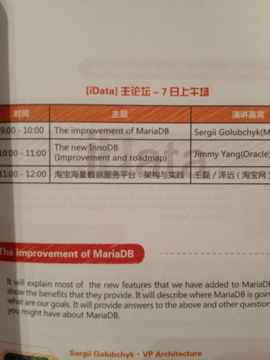 [iData] 主论坛 – 7 日上午场
时间 主题 演讲嘉宾
9:00 - 10:00 The improvement of MariaDB Sergii Golubchyk(M
10:00 - 11:00 The new InnoDB
(Improvement and roadmap) Jimmy Yang(Oracle)
11:00 - 12:00 淘宝海量数据服务平台 架构与实践 王磊 / 泽远 ( 淘宝网
The improvement of MariaDB
It will explain most of the new features that we have added to MariaD
show the benefits that they provide. It will describe where MariaDB is goin
what are our goals. It will provide answers to the above and other question
you might have about MariaDB.
Sergii Golubchyk · VP Architecture